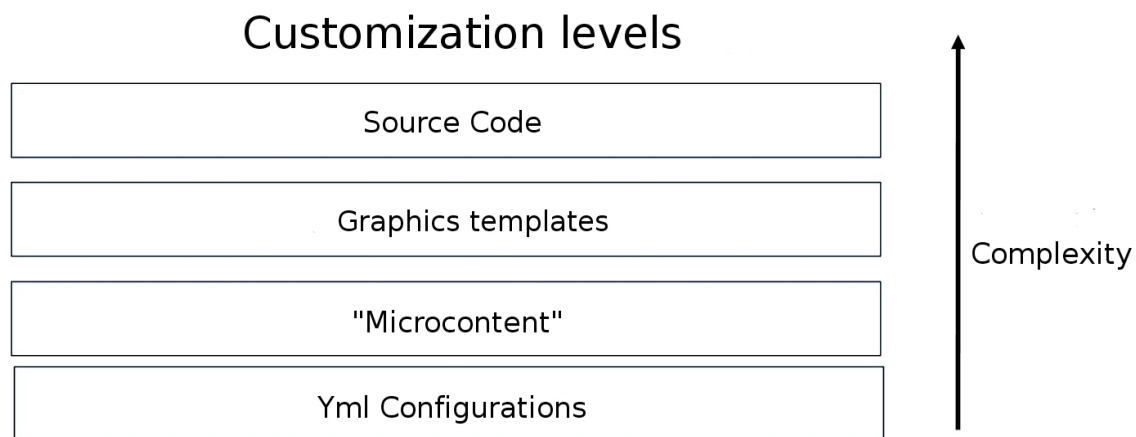 Customization levels
Source Code
Graphics templates
Complexity
"Microcontent"
Yml Configurations